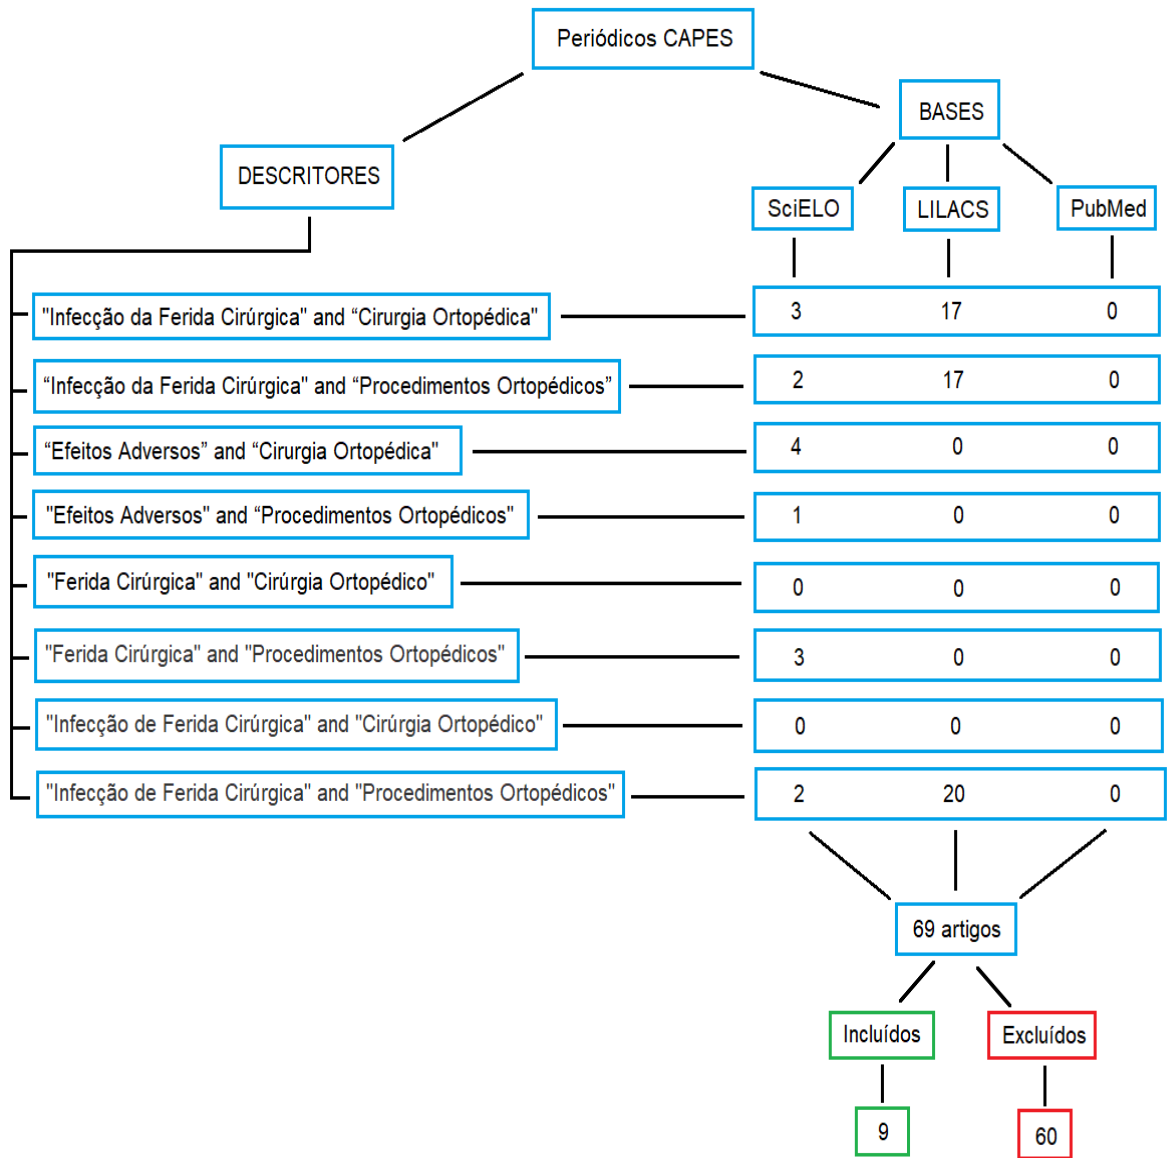 Periódicos CAPES
BASES
DESCRITORES
SciELO LILACS PubMed
"Infecção da Ferida Cirúrgica" and “Cirurgia Ortopédica" 3 17 0
“Infecção da Ferida Cirúrgica" and “Procedimentos Ortopédicos” 2 17 0
“Efeitos Adversos” and “Cirurgia Ortopédica" 4 0 0
"Efeitos Adversos" and “Procedimentos Ortopédicos" 1 0 0
"Ferida Cirúrgica" and "Cirúrgia Ortopédico" 0 0 0
"Ferida Cirúrgica" and "Procedimentos Ortopédicos" 3 0 0
"Infecção de Ferida Cirúrgica" and "Cirúrgia Ortopédico" 0 0 0
"Infecção de Ferida Cirúrgica" and "Procedimentos Ortopédicos" 2 20 0
69 artigos
Incluídos Excluídos
9 60